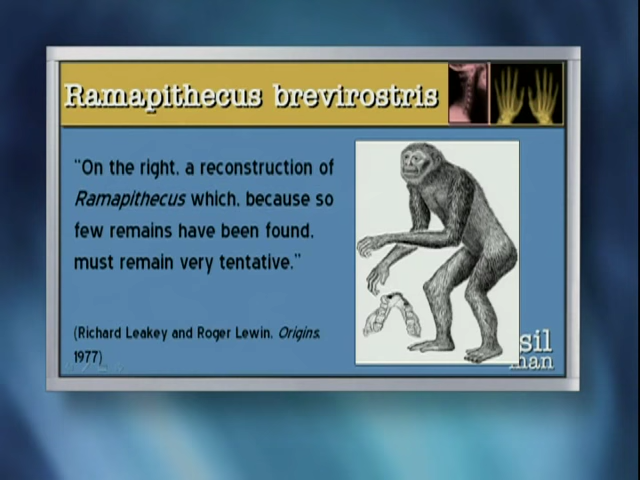 Ramapithecus brevirostris
"On the right, a reconstruction of
Ramapithecus which, because so
few remains have been found,
must remain very tentative."
(Richard Leakey and Roger Lewin, Origins,
1977)
sil
man